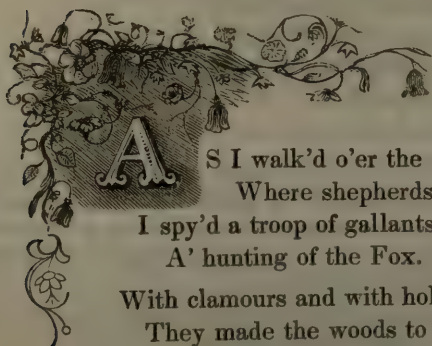 AS I walk'd o'er the
Where shepherds
I spy'd a troop of gallants
A' hunting of the Fox.
With clamours and with hol
They made the woods to